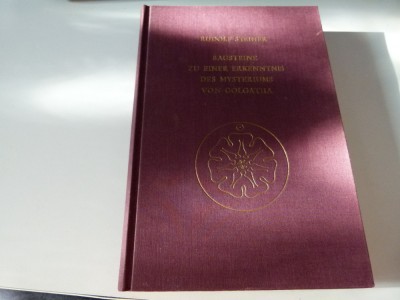 RUDOLF STEINER
BAUSTEINE
ZU EINER ERKENNTNIS
DES MYSTERIUMS
VON GOLGATHA